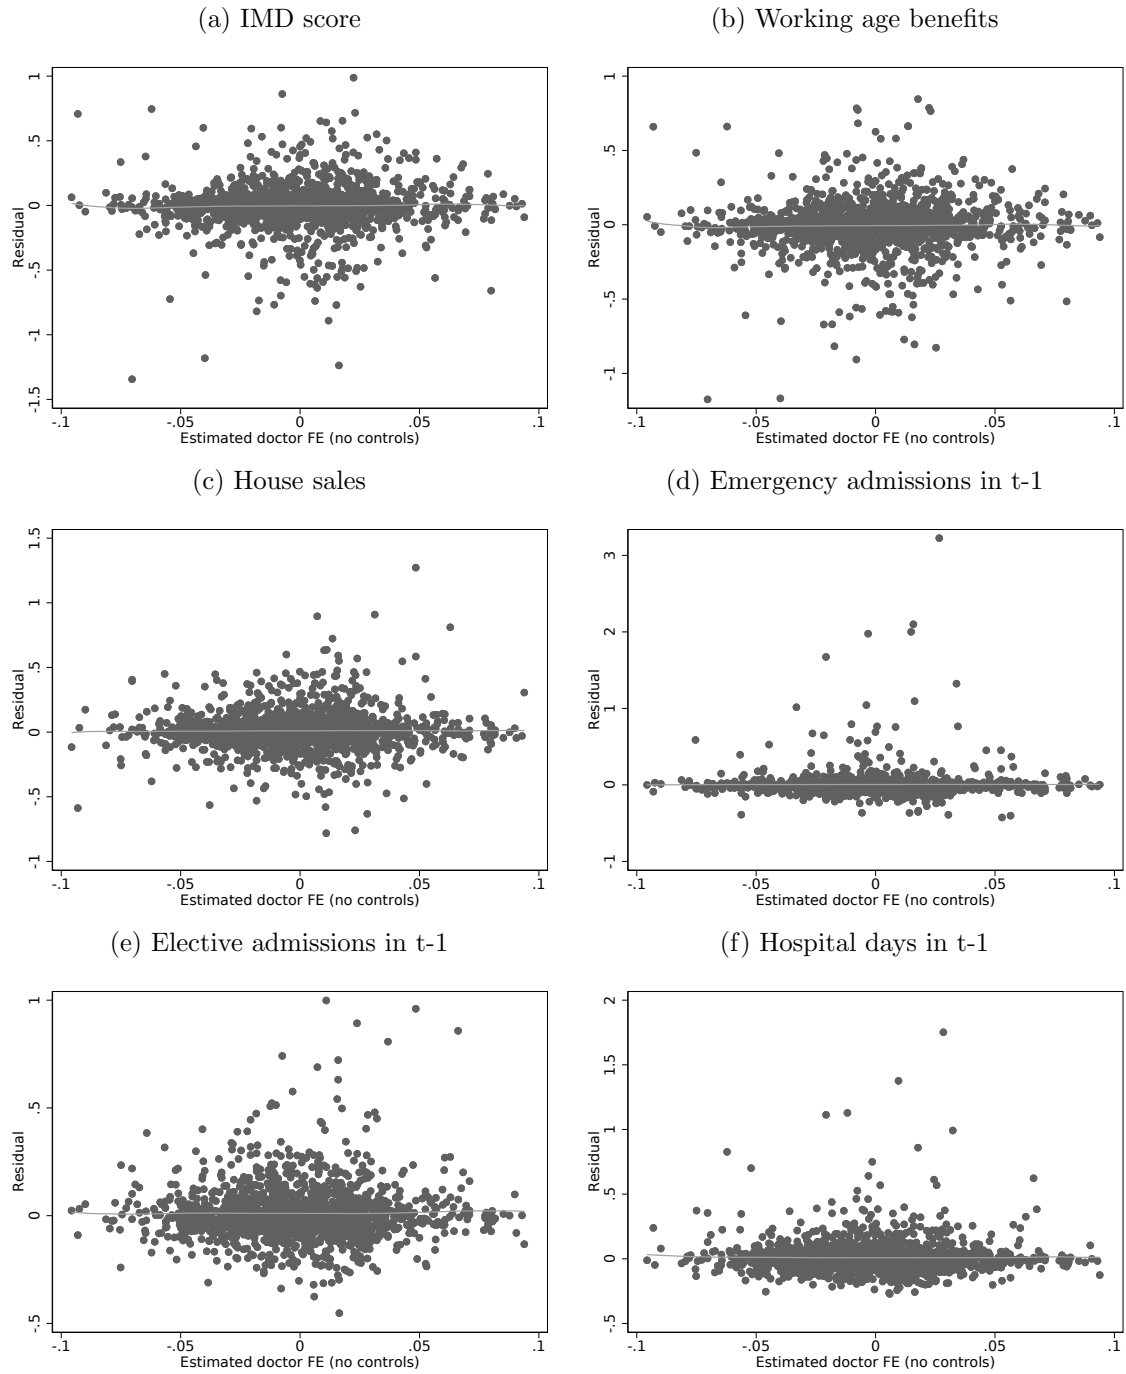 (a) IMD score
1
.5
0
-.5
-1
-1.5
Residual
-.1 -.05 0 .05 .1
Estimated doctor FE (no controls)
(b) Working age benefits
1
.5
0
-.5
-1
Residual
-.1 -.05 0 .05 .1
Estimated doctor FE (no controls)
(c) House sales
1.5
1
.5
0
-.5
-1
Residual
-.1 -.05 0 .05 .1
Estimated doctor FE (no controls)
(d) Emergency admissions in t-1
3
2
1
0
-1
Residual
-.1 -.05 0 .05 .1
Estimated doctor FE (no controls)
(e) Elective admissions in t-1
1
.5
0
-.5
Residual
-.1 -.05 0 .05 .1
Estimated doctor FE (no controls)
(f) Hospital days in t-1
2
1.5
1
.5
0
-.5
Residual
-.1 -.05 0 .05 .1
Estimated doctor FE (no controls)